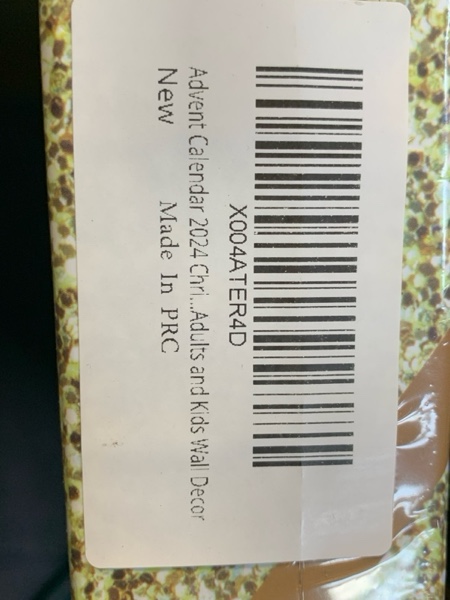 X004ATER4D
Advent Calendar 2024 Chri...Adults and Kids Wall Decor
New
Made In PRC